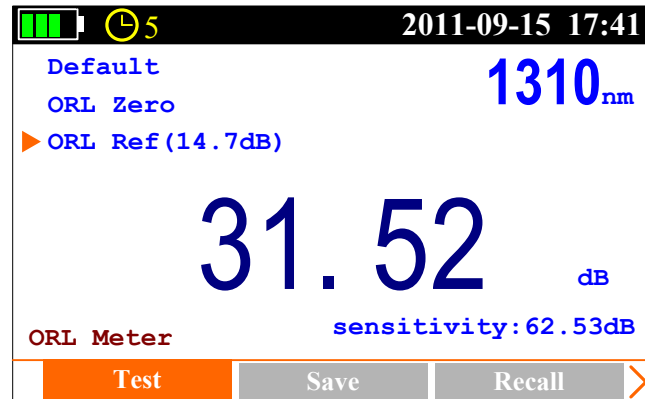 5 2011-09-15 17:41
Default
1310nm
ORL Zero
ORL Ref(14.7dB)
31.52 dB
ORL Meter
sensitivity:62.53dB
Test Save Recall